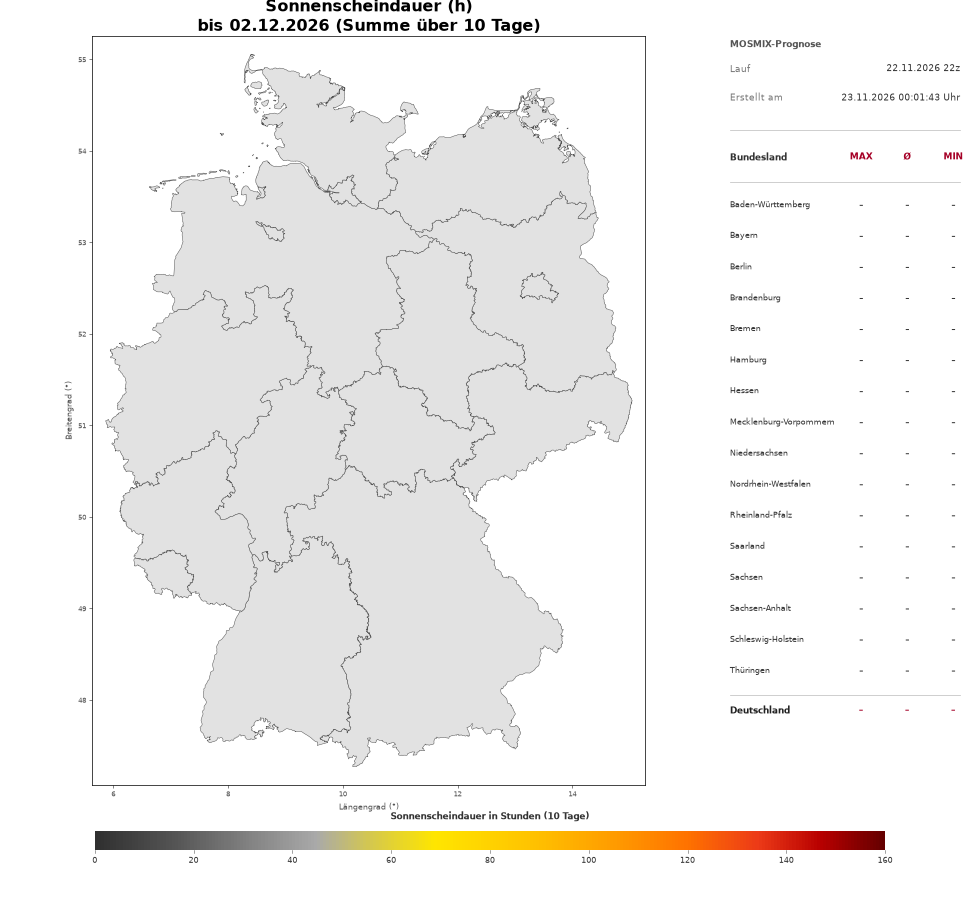 Sonnenscheindauer (h)
bis 02.12.2026 (Summe über 10 Tage)
MOSMIX-Prognose
Lauf 22.11.2026 22z
Erstellt am 23.11.2026 00:01:43 Uhr
Bundesland MAX Ø MIN
Baden-Württemberg - - -
Bayern - - -
Berlin - - -
Brandenburg - - -
Bremen - - -
Hamburg - - -
Hessen - - -
Mecklenburg-Vorpommern - - -
Niedersachsen - - -
Nordrhein-Westfalen - - -
Rheinland-Pfalz - - -
Saarland - - -
Sachsen - - -
Sachsen-Anhalt - - -
Schleswig-Holstein - - -
Thüringen - - -
Deutschland - - -
Breitengrad (°)
55
54
53
52
51
50
49
48
6 8 10 12 14
Längengrad (°)
Sonnenscheindauer in Stunden (10 Tage)
0 20 40 60 80 100 120 140 160